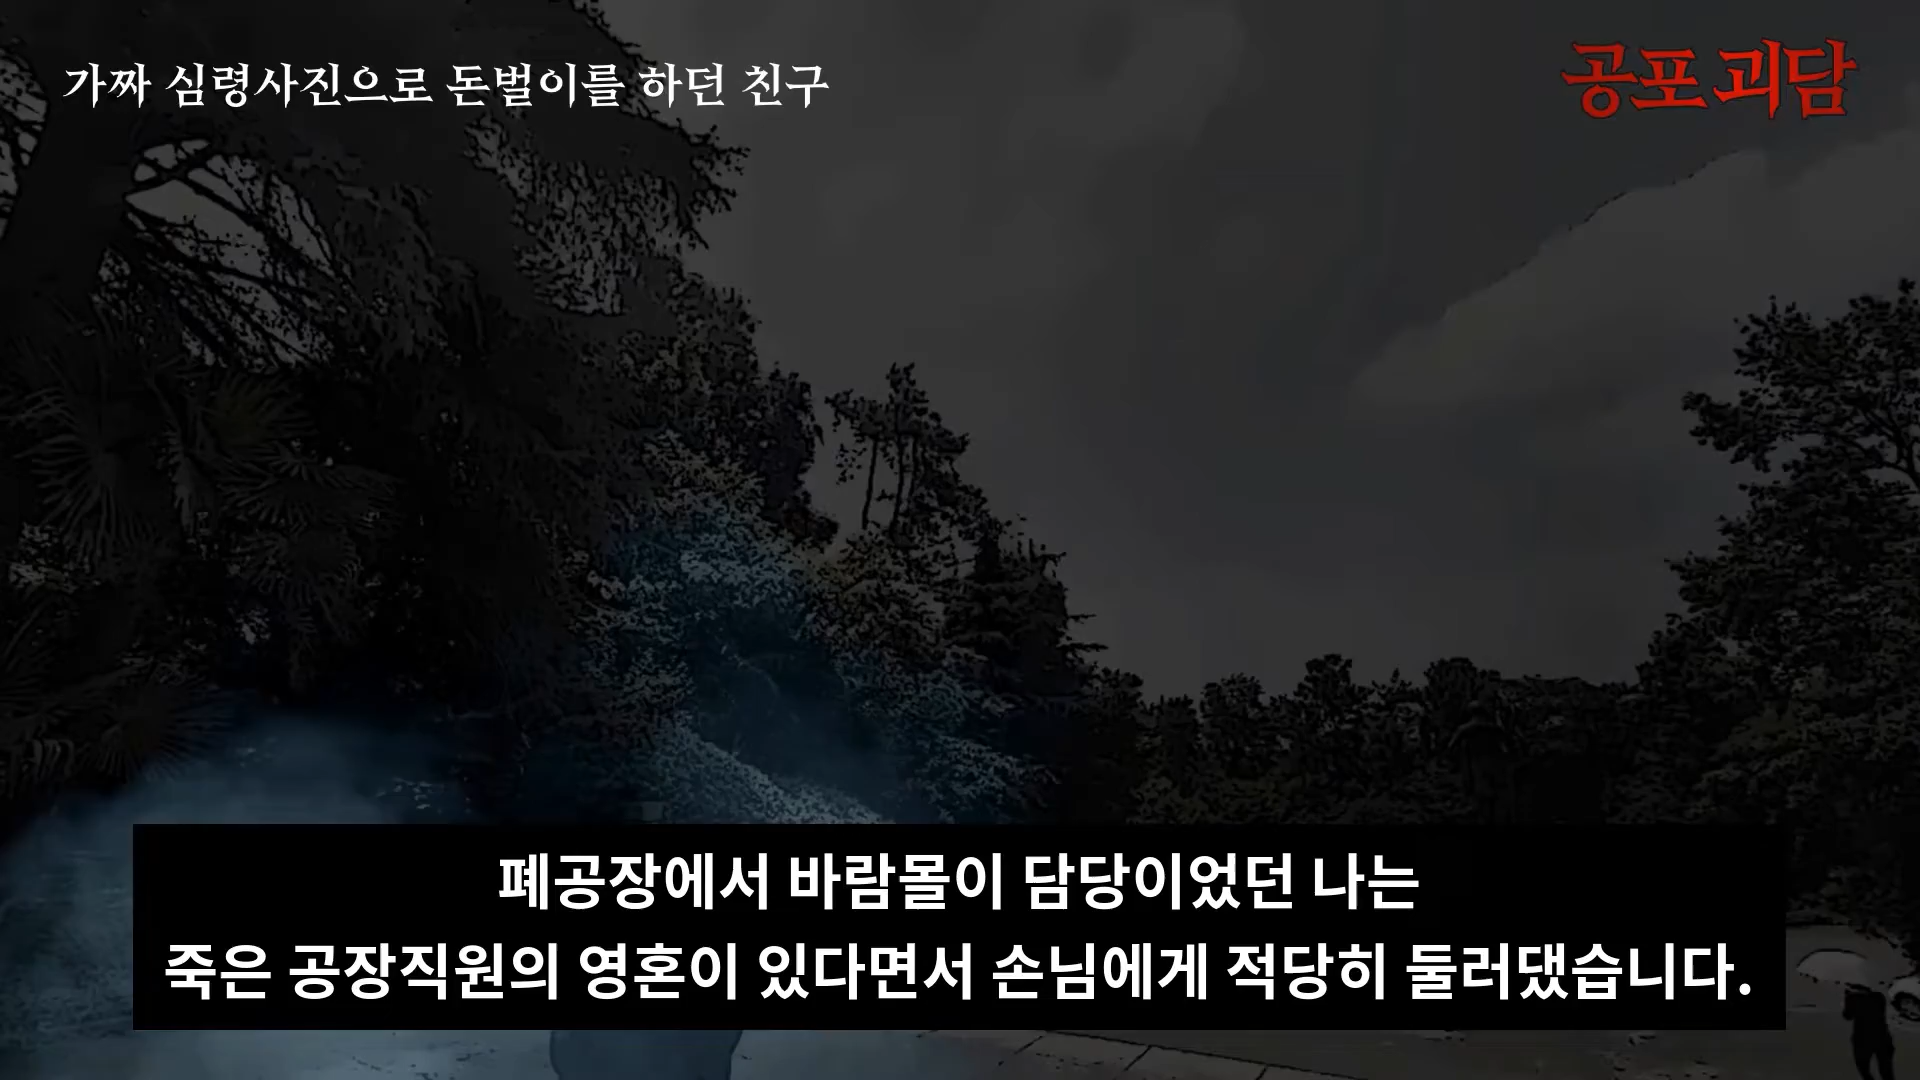 가짜 심령사진으로 돈벌이를 하던 친구
공포 괴담
폐공장에서 바람몰이 담당이었던 나는
죽은 공장직원의 영혼이 있다면서 손님에게 적당히 둘러댔습니다.